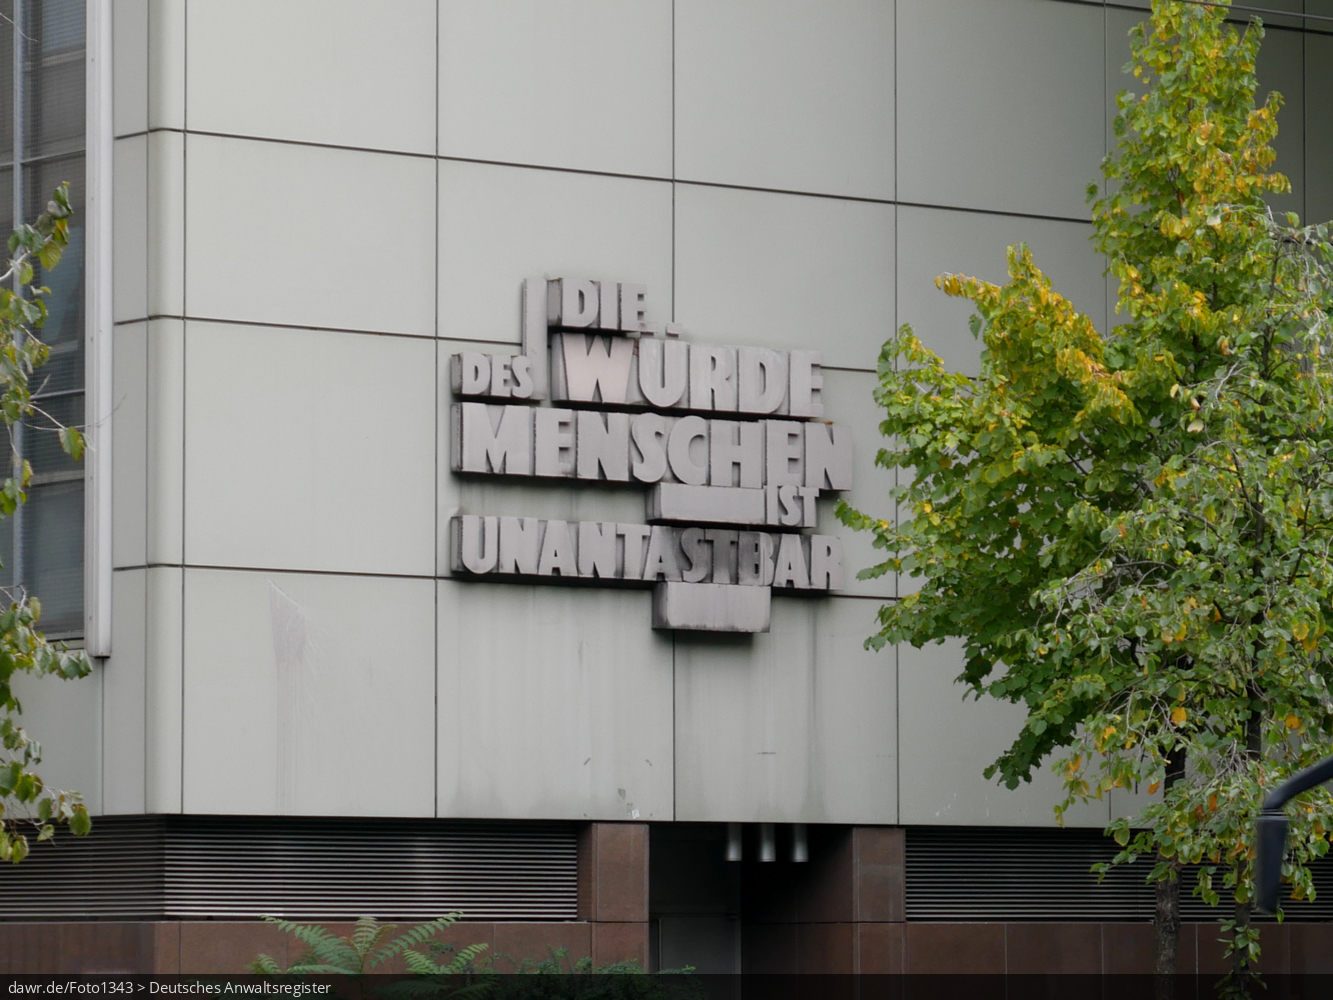 DIE
WÜRDE
DES
MENSCHEN
IST
UNANTASTBAR
dawr.de/Foto1343 > Deutsches Anwaltsregister